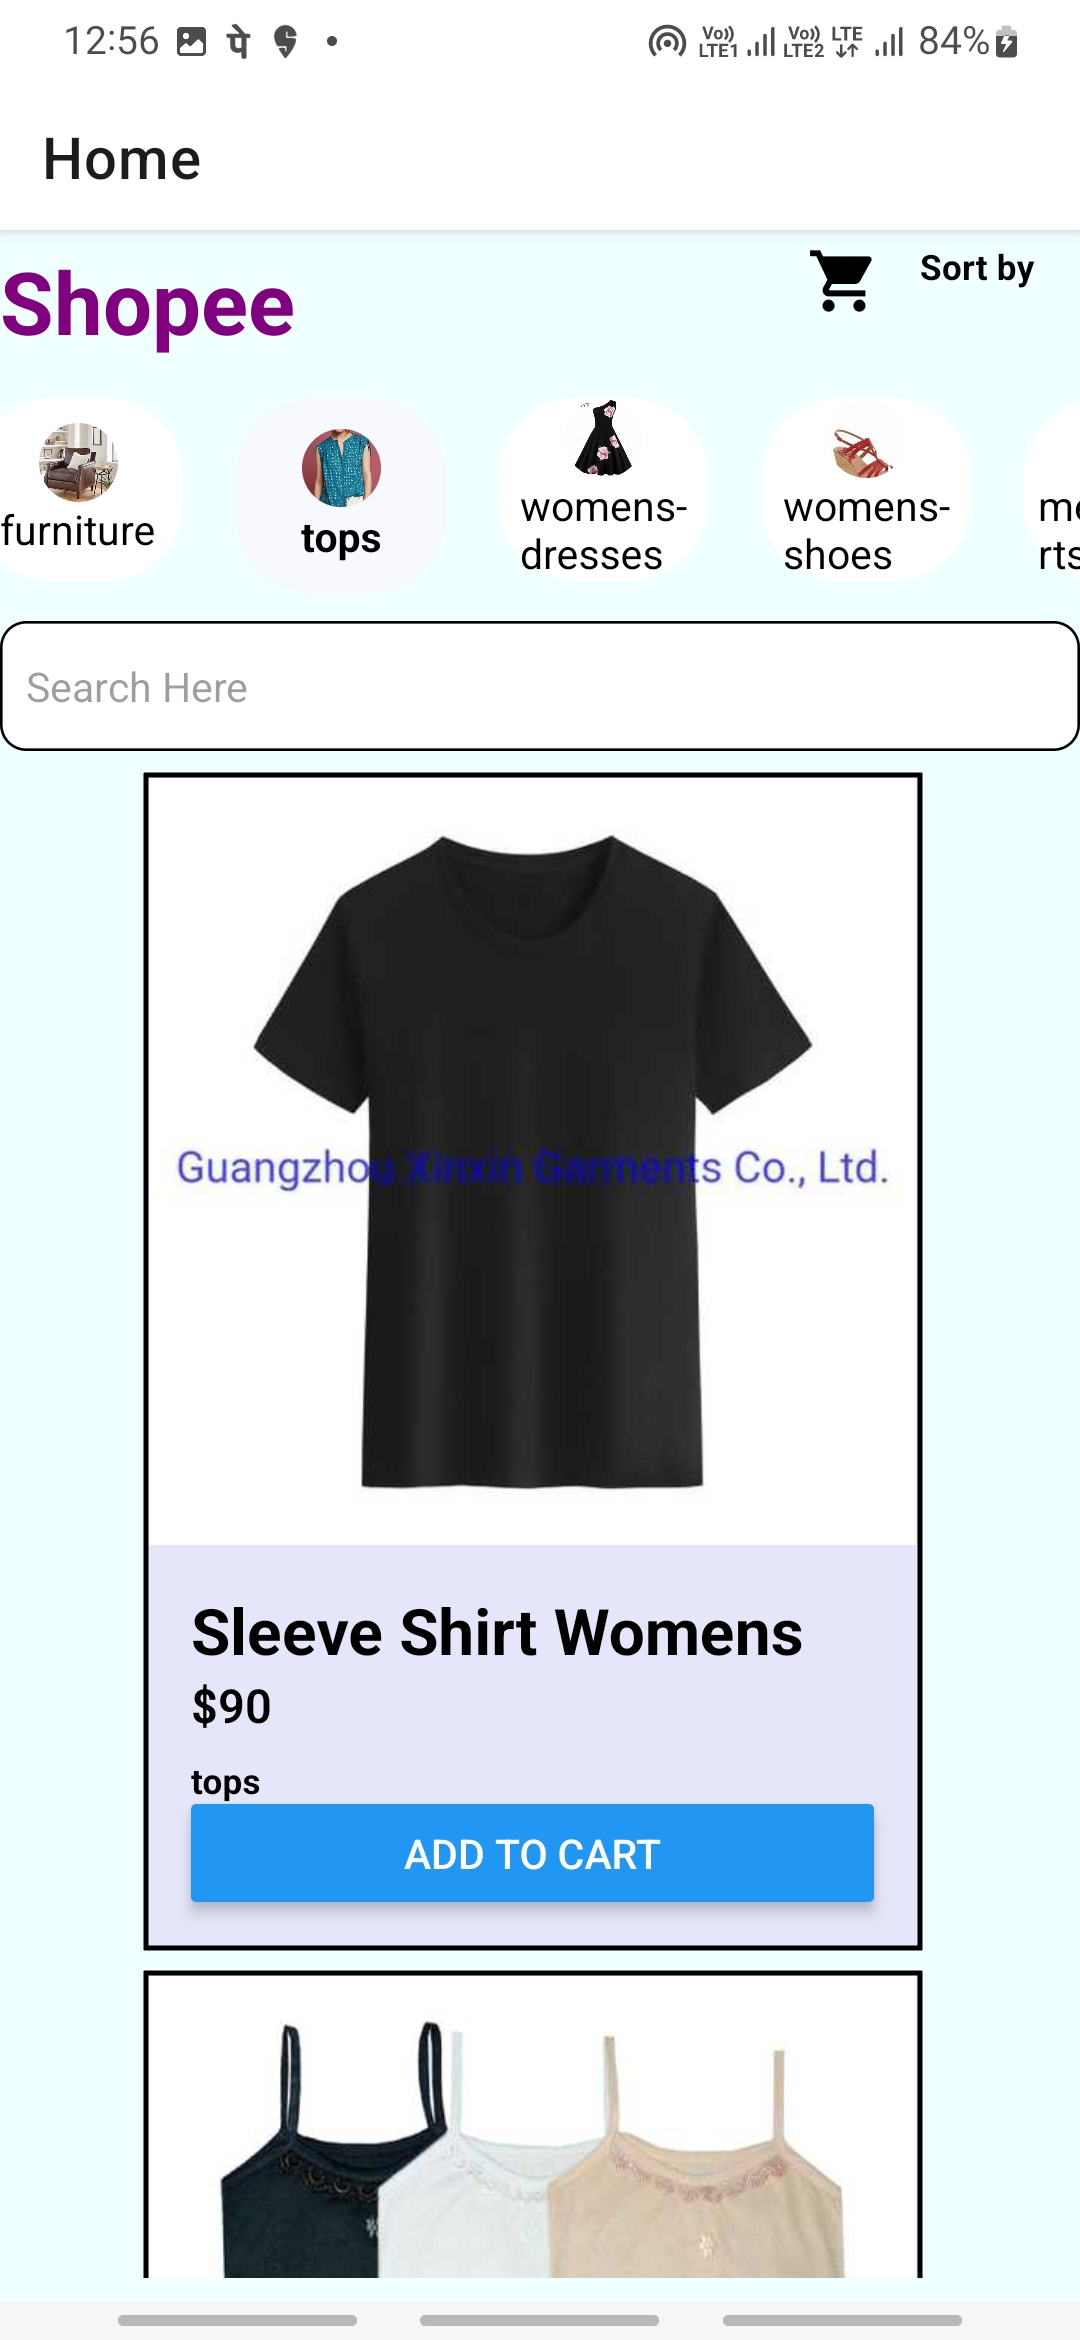 12:56 पे Vo)) LTE1 Vo)) LTE2 LTE 84%
Home
Shopee
Sort by
furniture
tops
womens-
dresses
womens-
shoes
me
rts
Search Here
Guangzhou Xinxin Garments Co., Ltd.
Sleeve Shirt Womens
$90
tops
ADD TO CART